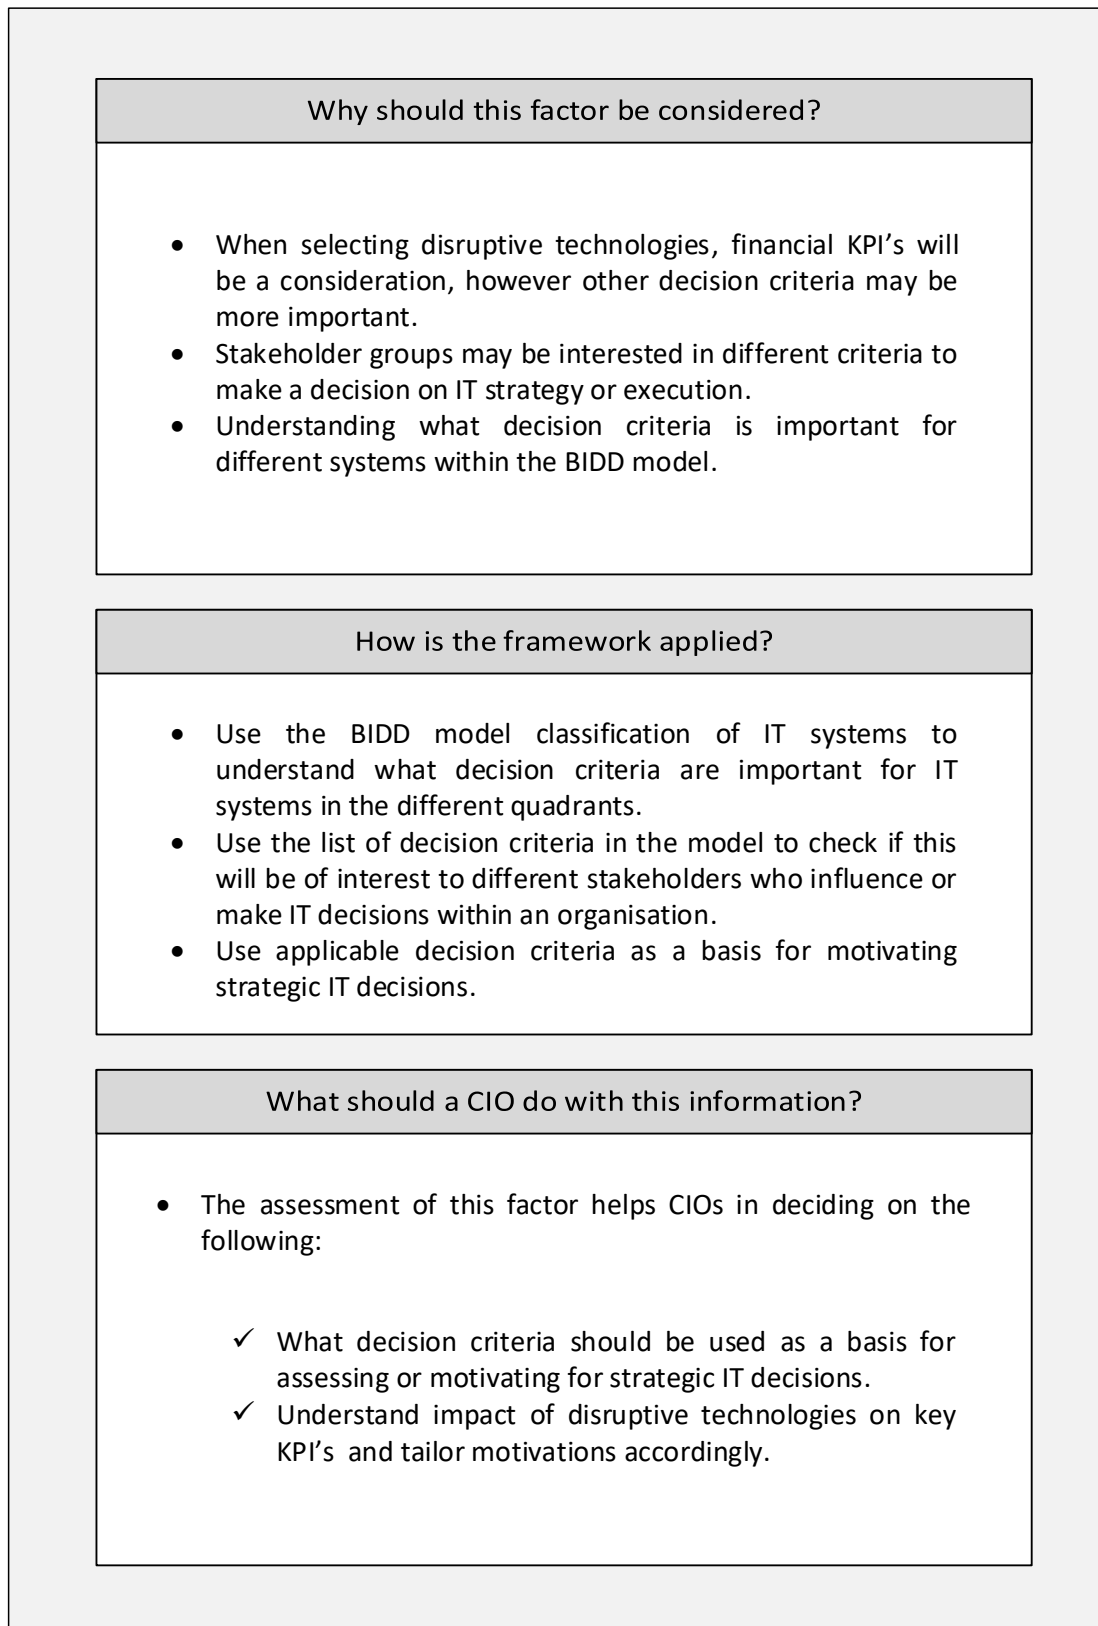 Why should this factor be considered?
• When selecting disruptive technologies, financial KPI's will
be a consideration, however other decision criteria may be
more important.
• Stakeholder groups may be interested in different criteria to
make a decision on IT strategy or execution.
• Understanding what decision criteria is important for
different systems within the BIDD model.
How is the framework applied?
• Use the BIDD model classification of IT systems to
understand what decision criteria are important for IT
systems in the different quadrants.
• Use the list of decision criteria in the model to check if this
will be of interest to different stakeholders who influence or
make IT decisions within an organisation.
• Use applicable decision criteria as a basis for motivating
strategic IT decisions.
What should a CIO do with this information?
• The assessment of this factor helps CIOs in deciding on the
following:
✓ What decision criteria should be used as a basis for
assessing or motivating for strategic IT decisions.
✓ Understand impact of disruptive technologies on key
KPI's and tailor motivations accordingly.